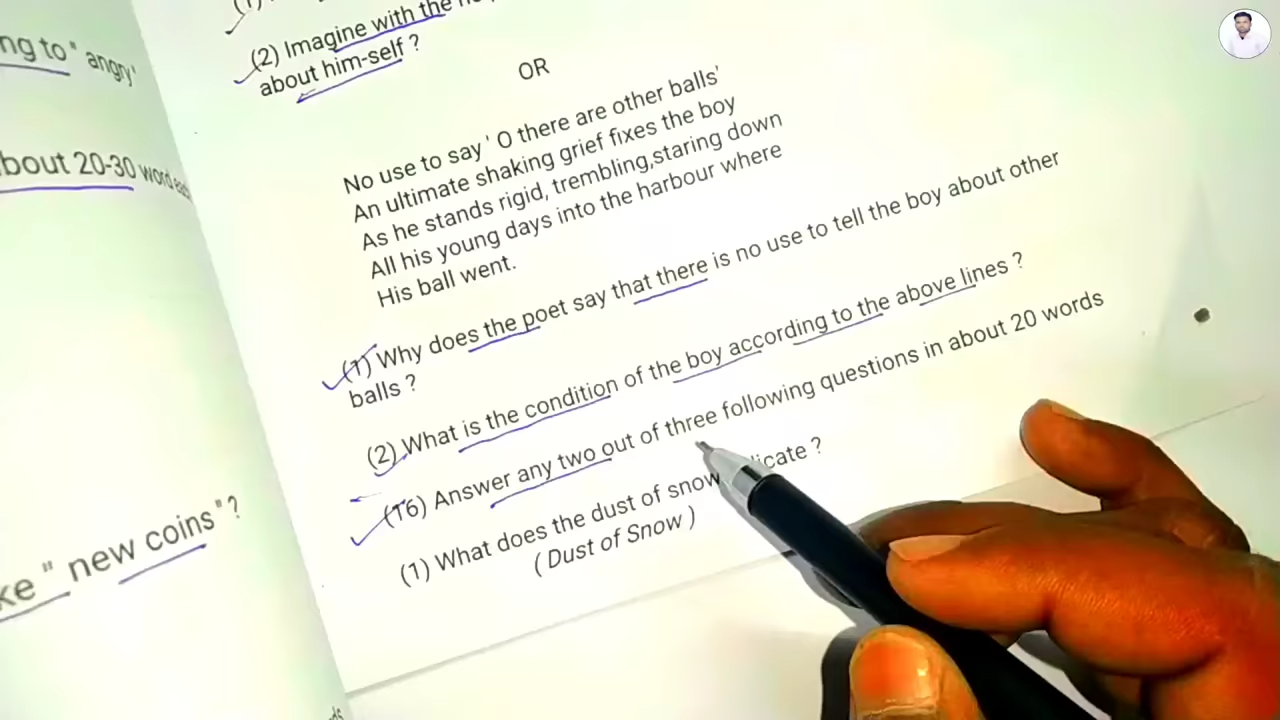 ng to" angry'
bout 20-30 word each
ke " new coins"?
(2) Imagine with the
about him-self ?
OR
No use to say ' O there are other balls'
An ultimate shaking grief fixes the boy
As he stands rigid, trembling,staring down
All his young days into the harbour where
His ball went.
(1) Why does the poet say that there is no use to tell the boy about other
balls ?
(2) What is the condition of the boy according to the above lines ?
(16) Answer any two out of three following questions in about 20 words
(1) What does the dust of snow dicate ?
( Dust of Snow )